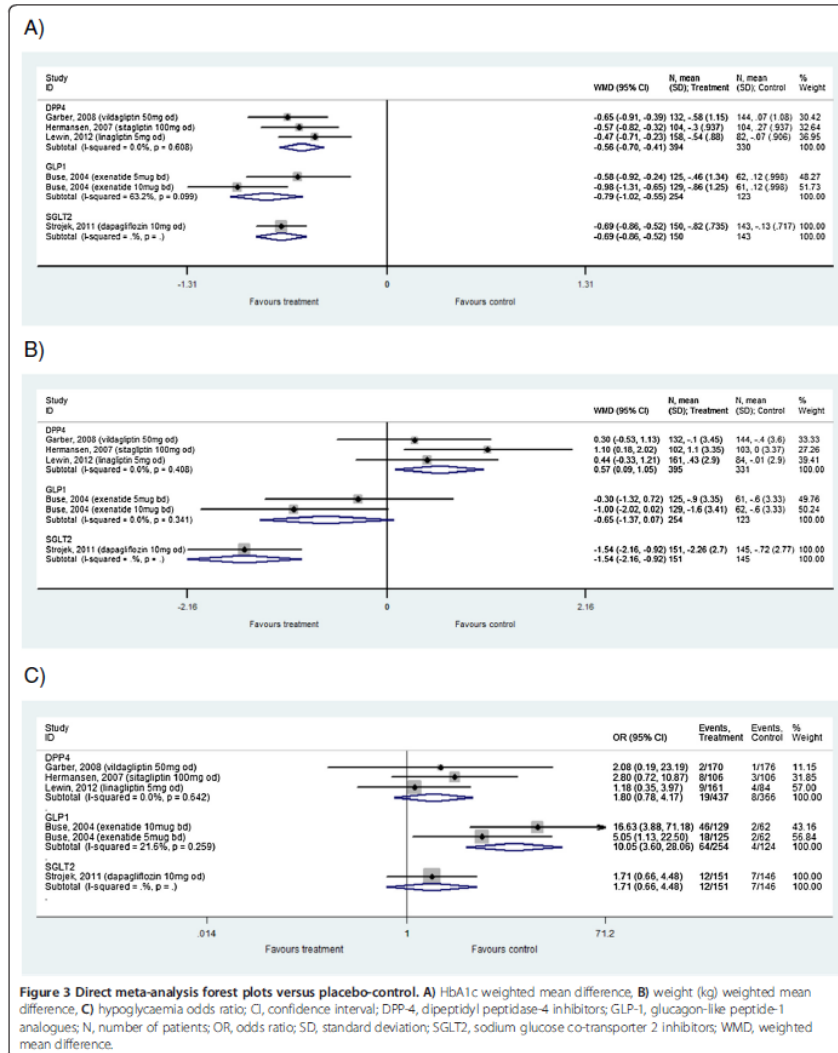 A)
Study
ID
WMD (95% CI)
N, mean
(SD); Treatment
N, mean
(SD); Control
%
Weight
DPP4
Garber, 2008 (vildagliptin 50mg od) -0.65 (-0.91, -0.39) 132, -.58 (1.15) 144, .07 (1.08) 30.42
Hermansen, 2007 (sitagliptin 100mg od) -0.57 (-0.82, -0.32) 104, -.3 (.937) 104, .27 (.937) 32.64
Lewin, 2012 (linagliptin 5mg od) -0.47 (-0.71, -0.23) 158, -.54 (.88) 82, -.07 (.906) 36.95
Subtotal (I-squared = 0.0%, p = 0.608) -0.56 (-0.70, -0.41) 394 330 100.00
GLP1
Buse, 2004 (exenatide 5mug bd) -0.58 (-0.92, -0.24) 125, -.46 (1.34) 62, .12 (.998) 48.27
Buse, 2004 (exenatide 10mug bd) -0.98 (-1.31, -0.65) 129, -.86 (1.25) 61, .12 (.998) 51.73
Subtotal (I-squared = 63.2%, p = 0.099) -0.79 (-1.02, -0.55) 254 123 100.00
SGLT2
Strojek, 2011 (dapagliflozin 10mg od) -0.69 (-0.86, -0.52) 150, -.82 (.735) 143, -.13 (.717) 100.00
Subtotal (I-squared = .%, p = .) -0.69 (-0.86, -0.52) 150 143 100.00
-1.31 0 1.31
Favours treatment Favours control
B)
Study
ID
WMD (95% CI)
N, mean
(SD); Treatment
N, mean
(SD); Control
%
Weight
DPP4
Garber, 2008 (vildagliptin 50mg od) 0.30 (-0.53, 1.13) 132, -.1 (3.45) 144, -.4 (3.6) 33.33
Hermansen, 2007 (sitagliptin 100mg od) 1.10 (0.18, 2.02) 102, 1.1 (3.35) 103, 0 (3.37) 27.26
Lewin, 2012 (linagliptin 5mg od) 0.44 (-0.33, 1.21) 161, .43 (2.9) 84, -.01 (2.9) 39.41
Subtotal (I-squared = 0.0%, p = 0.408) 0.57 (0.09, 1.05) 395 331 100.00
GLP1
Buse, 2004 (exenatide 5mug bd) -0.30 (-1.32, 0.72) 125, -.9 (3.35) 61, -.6 (3.33) 49.76
Buse, 2004 (exenatide 10mug bd) -1.00 (-2.02, 0.02) 129, -1.6 (3.41) 62, -.6 (3.33) 50.24
Subtotal (I-squared = 0.0%, p = 0.341) -0.65 (-1.37, 0.07) 254 123 100.00
SGLT2
Strojek, 2011 (dapagliflozin 10mg od) -1.54 (-2.16, -0.92) 151, -2.26 (2.7) 145, -.72 (2.77) 100.00
Subtotal (I-squared = .%, p = .) -1.54 (-2.16, -0.92) 151 145 100.00
-2.16 0 2.16
Favours treatment Favours control
C)
Study
ID
OR (95% CI)
Events,
Treatment
Events,
Control
%
Weight
DPP4
Garber, 2008 (vildagliptin 50mg od) 2.08 (0.19, 23.19) 2/170 1/176 11.15
Hermansen, 2007 (sitagliptin 100mg od) 2.80 (0.72, 10.87) 8/106 3/106 31.85
Lewin, 2012 (linagliptin 5mg od) 1.18 (0.35, 3.97) 9/161 4/84 57.00
Subtotal (I-squared = 0.0%, p = 0.642) 1.80 (0.78, 4.17) 19/437 8/366 100.00
.
GLP1
Buse, 2004 (exenatide 10mug bd) 16.63 (3.88, 71.18) 46/129 2/62 43.16
Buse, 2004 (exenatide 5mug bd) 5.05 (1.13, 22.50) 18/125 2/62 56.84
Subtotal (I-squared = 21.6%, p = 0.259) 10.05 (3.60, 28.06) 64/254 4/124 100.00
.
SGLT2
Strojek, 2011 (dapagliflozin 10mg od) 1.71 (0.66, 4.48) 12/151 7/146 100.00
Subtotal (I-squared = .%, p = .) 1.71 (0.66, 4.48) 12/151 7/146 100.00
.
.014 1 71.2
Favours treatment Favours control
Figure 3 Direct meta-analysis forest plots versus placebo-control. A) HbA1c weighted mean difference, B) weight (kg) weighted mean
difference, C) hypoglycaemia odds ratio; CI, confidence interval; DPP-4, dipeptidyl peptidase-4 inhibitors; GLP-1, glucagon-like peptide-1
analogues; N, number of patients; OR, odds ratio; SD, standard deviation; SGLT2, sodium glucose co-transporter 2 inhibitors; WMD, weighted
mean difference.